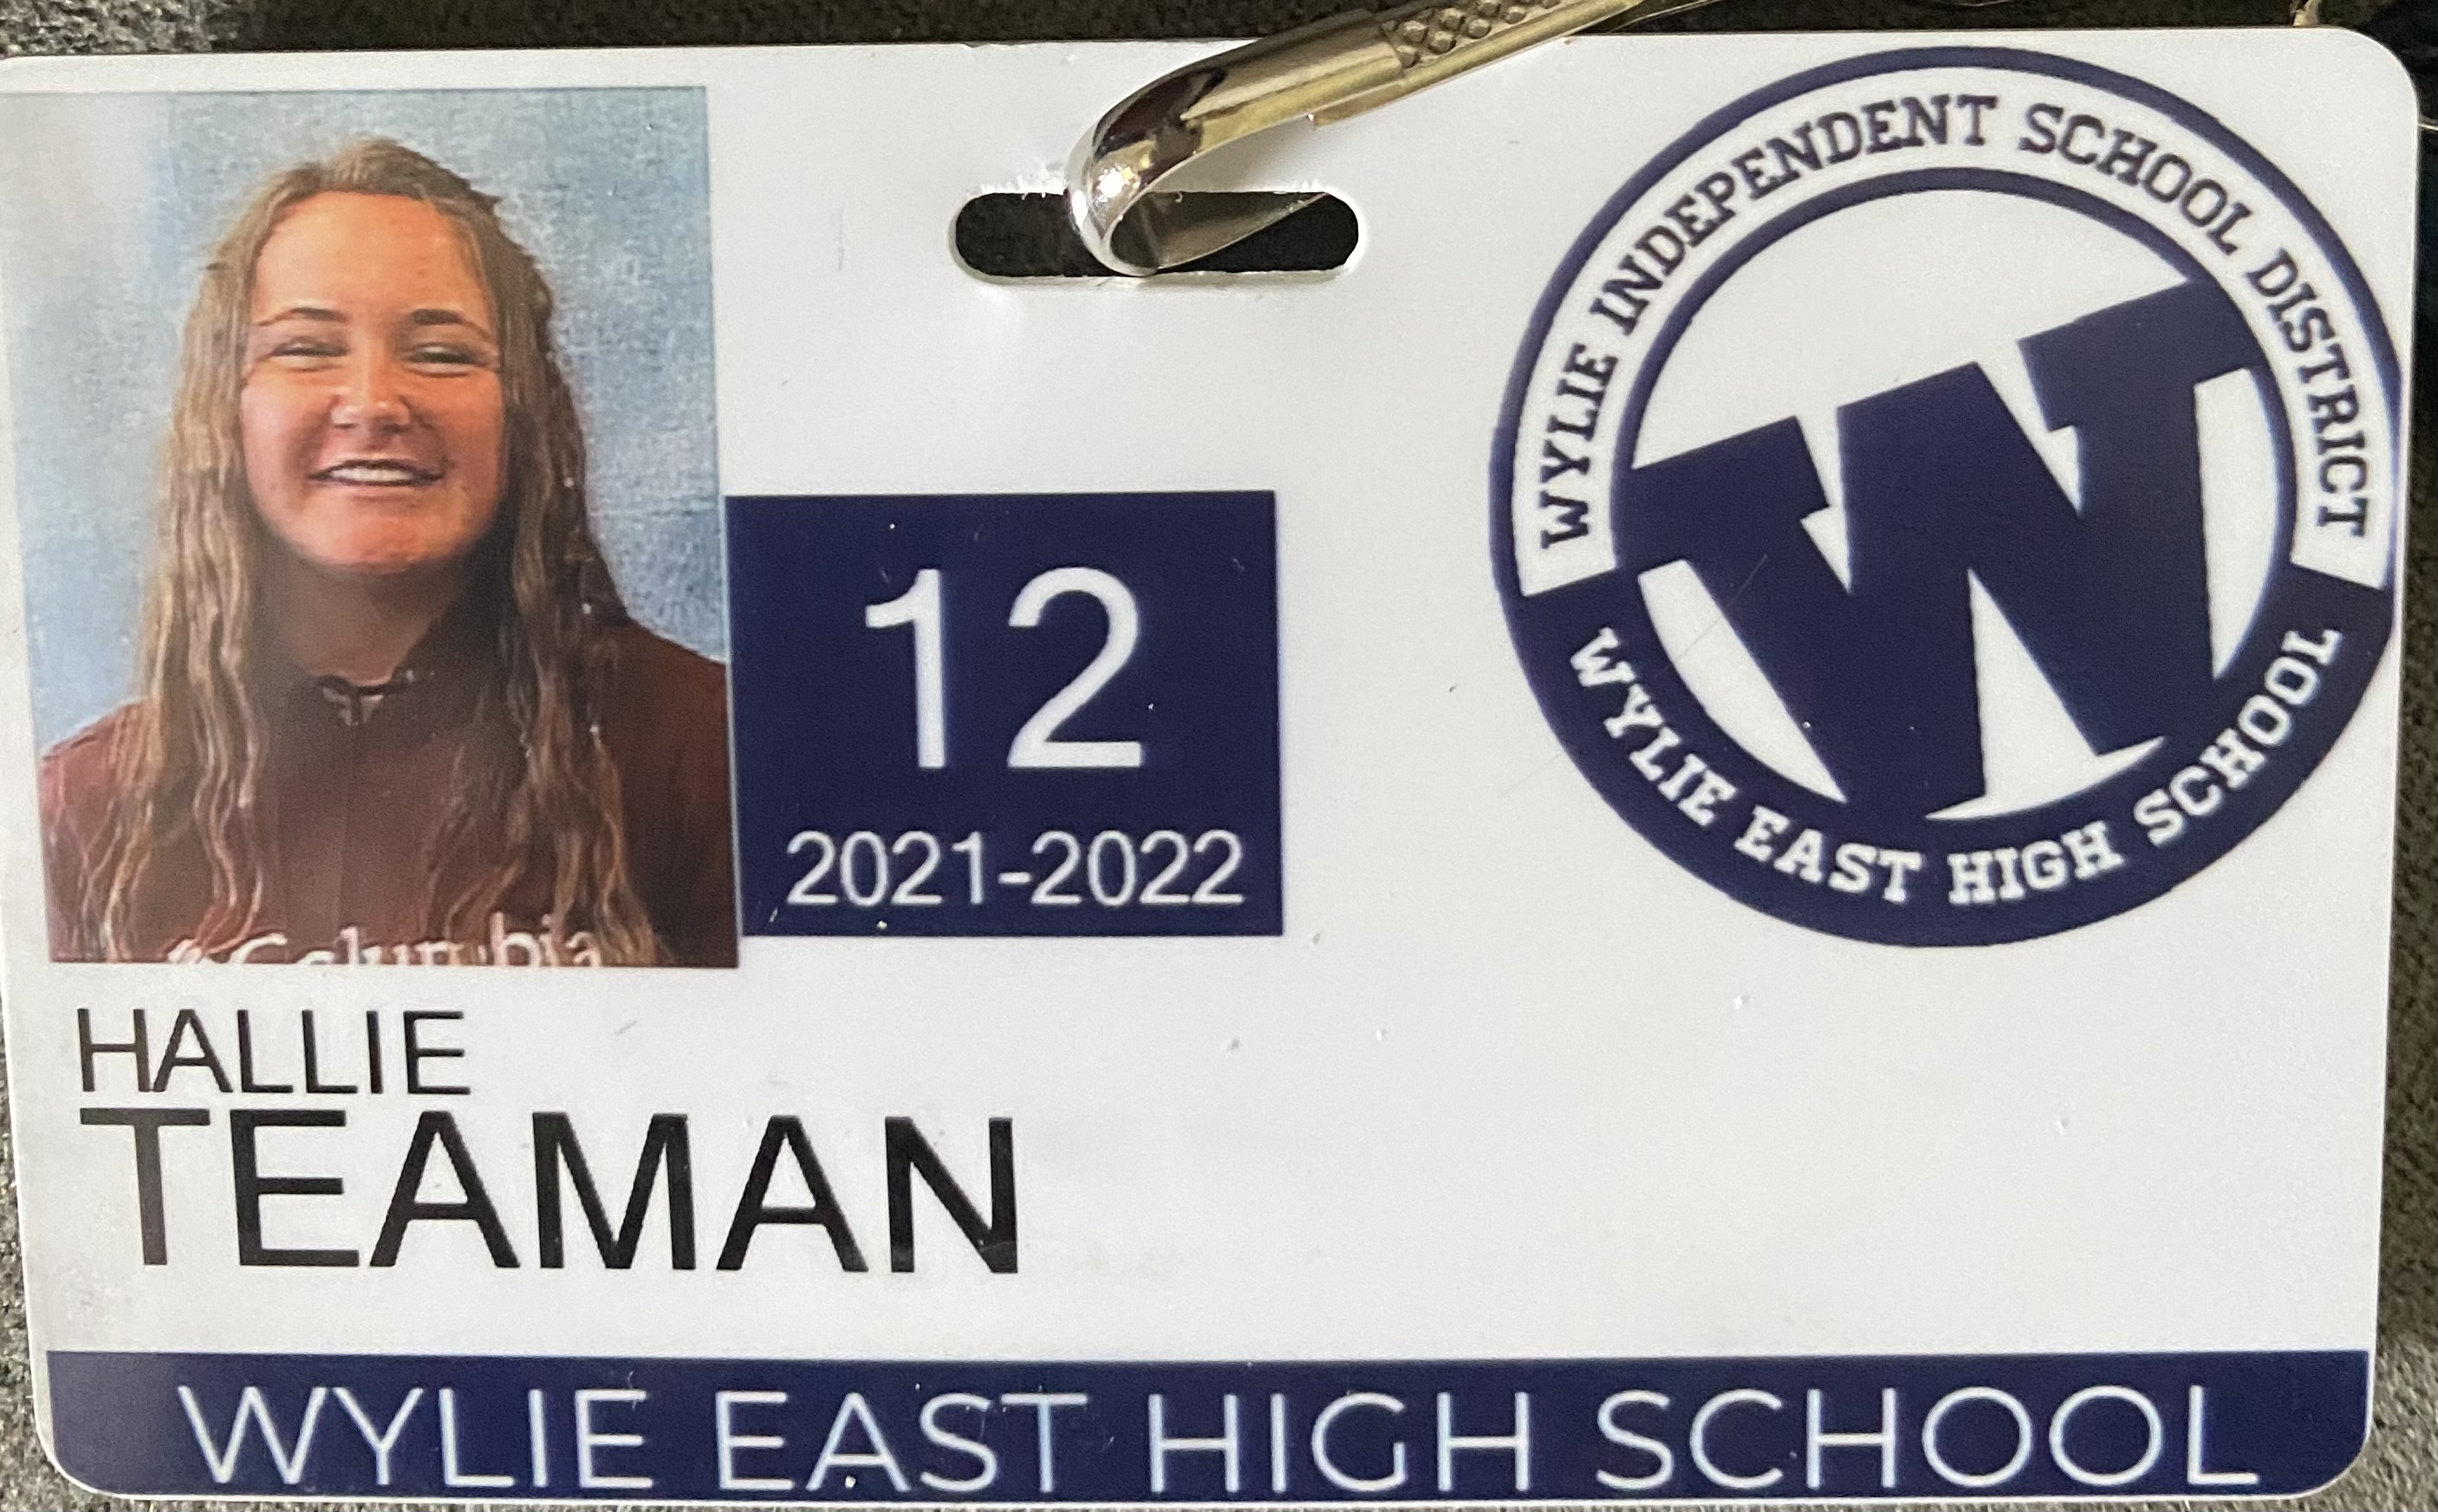 WYLIE INDEPENDENT SCHOOL DISTRICT
W
WYLIE EAST HIGH SCHOOL
12
2021-2022
Columbia
HALLIE
TEAMAN
WYLIE EAST HIGH SCHOOL